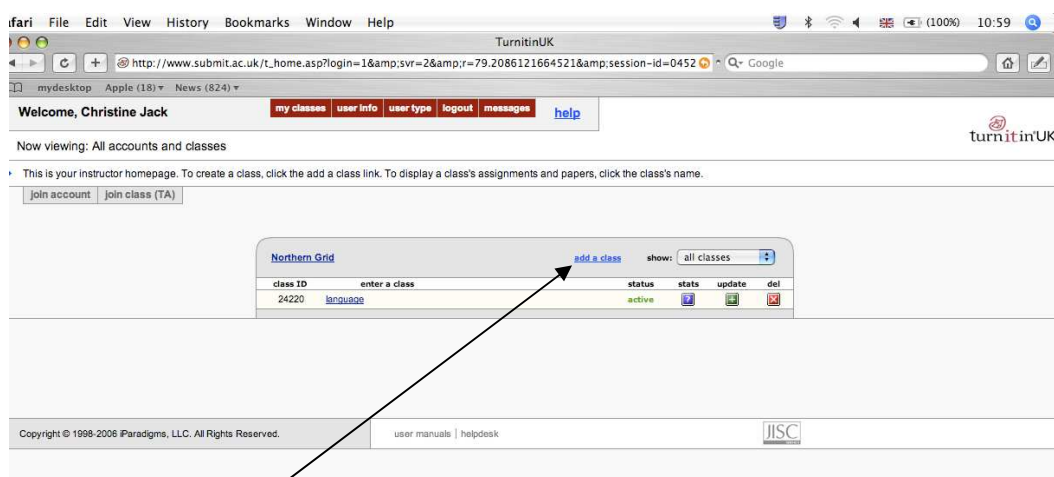 afari File Edit View History Bookmarks Window Help (100%) 10:59
TurnitinUK
http://www.submit.ac.uk/t_home.asp?login=1&amp;svr=2&amp;r=79.2086121664521&amp;session-id=0452 Google
mydesktop Apple (18) News (824)
Welcome, Christine Jack my classes user info user type logout messages help
turnitin'UK
Now viewing: All accounts and classes
This is your instructor homepage. To create a class, click the add a class link. To display a class's assignments and papers, click the class's name.
join account join class (TA)
Northern Grid add a class show: all classes
class ID enter a class status stats update del
24220 language active
Copyright © 1998-2006 iParadigms, LLC. All Rights Reserved. user manuals | helpdesk JISC